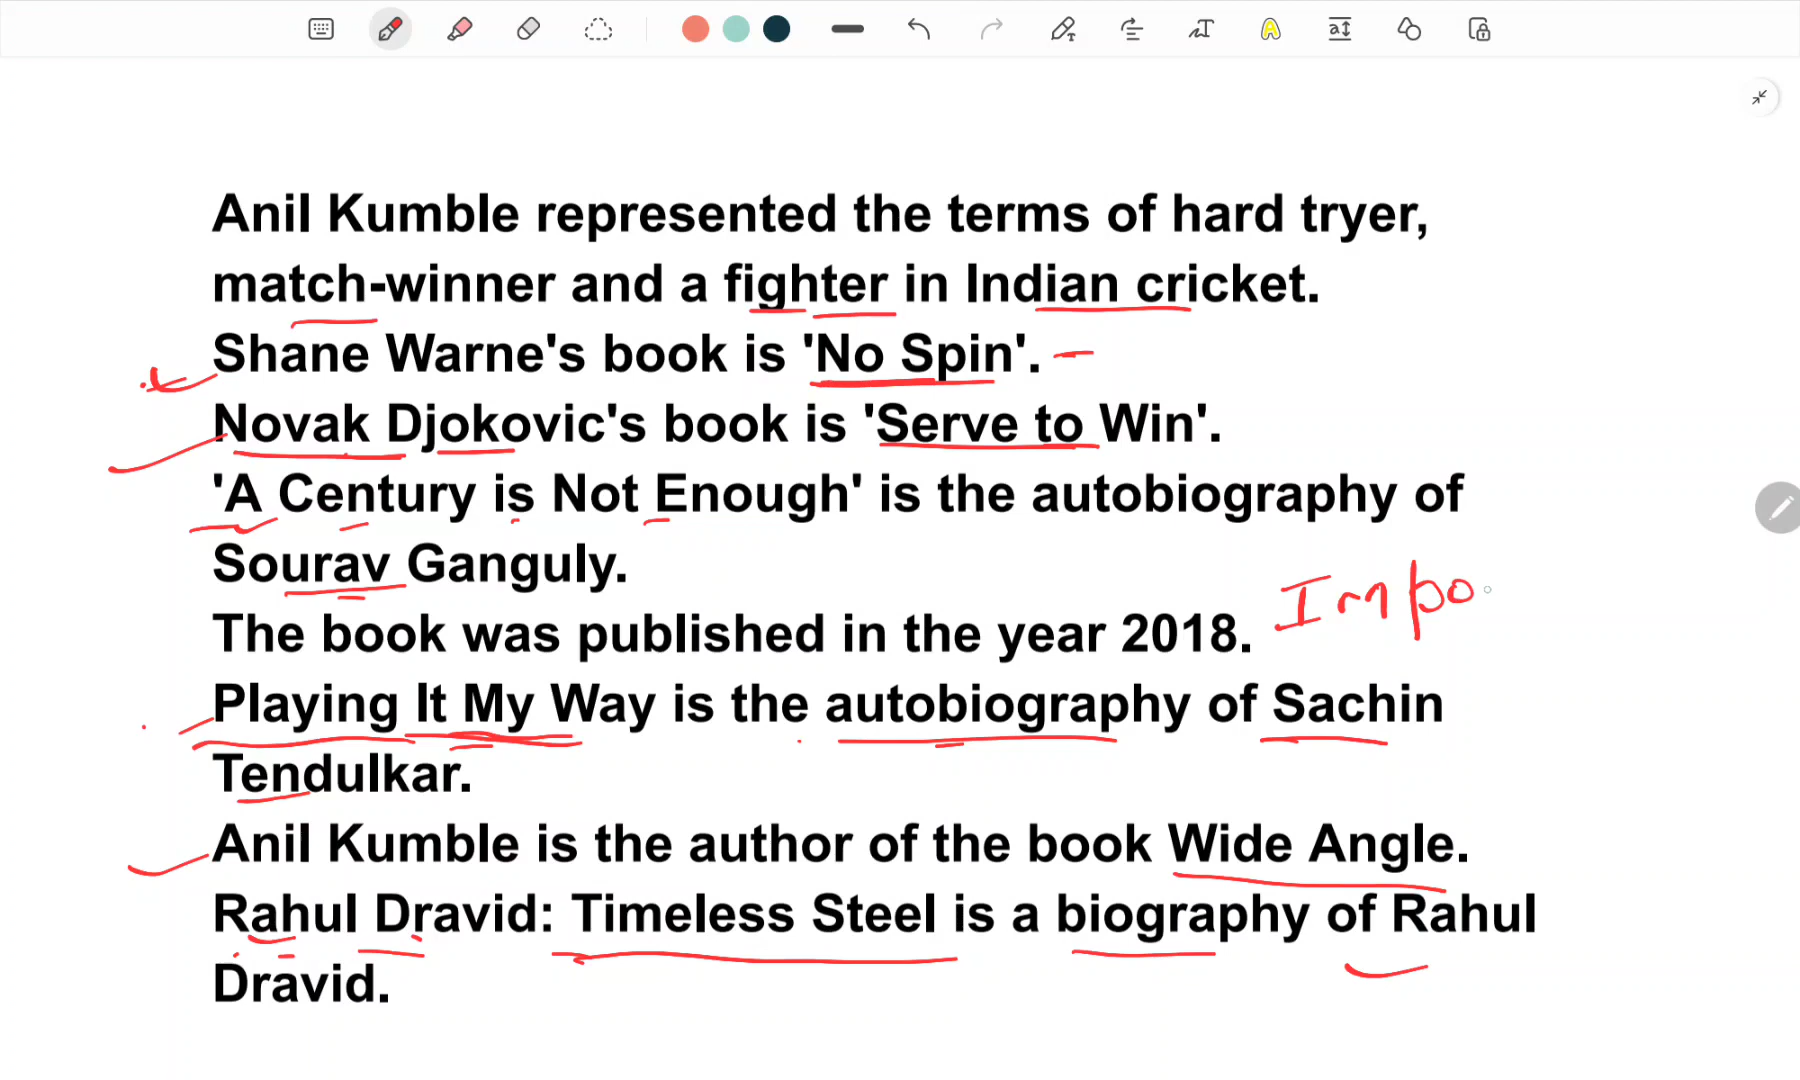 Anil Kumble represented the terms of hard tryer,
match-winner and a fighter in Indian cricket.
Shane Warne's book is 'No Spin'.
Novak Djokovic's book is 'Serve to Win'.
'A Century is Not Enough' is the autobiography of
Sourav Ganguly.
The book was published in the year 2018.
Impo
Playing It My Way is the autobiography of Sachin
Tendulkar.
Anil Kumble is the author of the book Wide Angle.
Rahul Dravid: Timeless Steel is a biography of Rahul
Dravid.